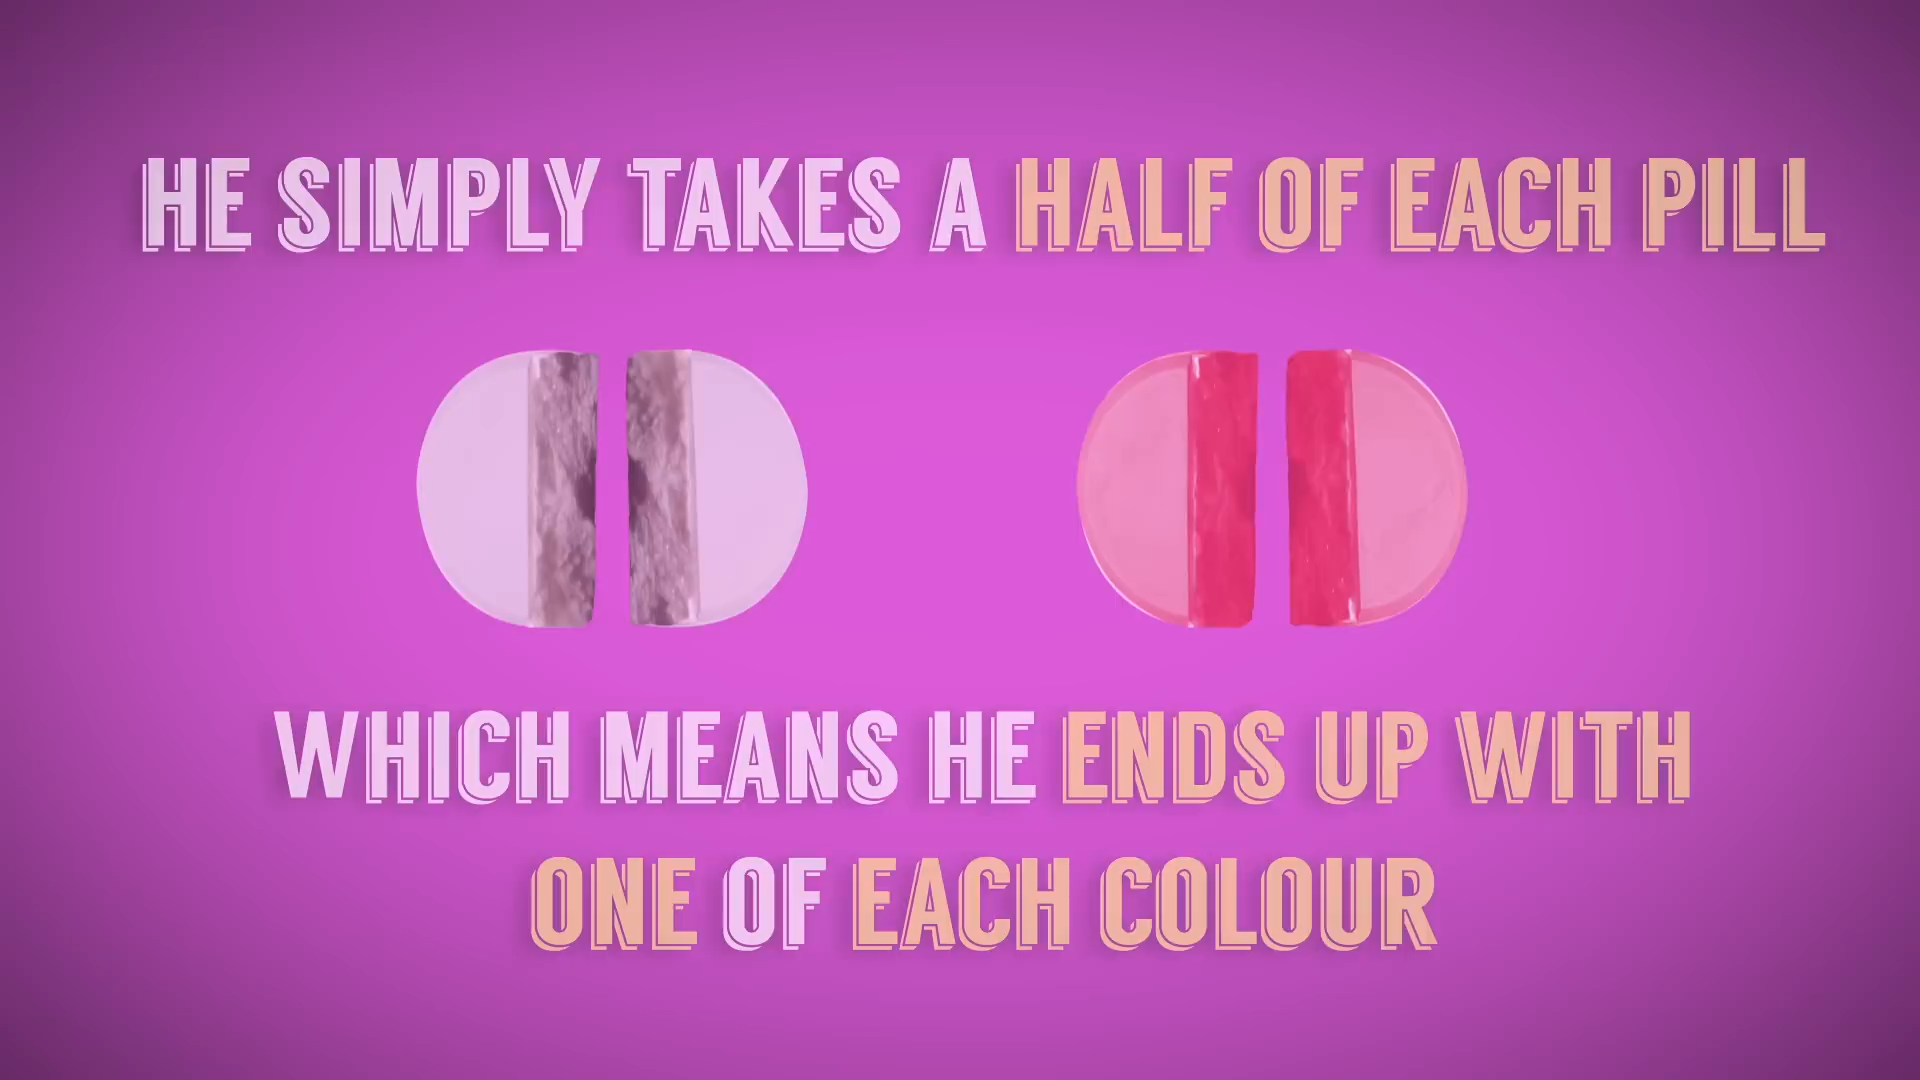 HE SIMPLY TAKES A HALF OF EACH PILL
WHICH MEANS HE ENDS UP WITH
ONE OF EACH COLOUR